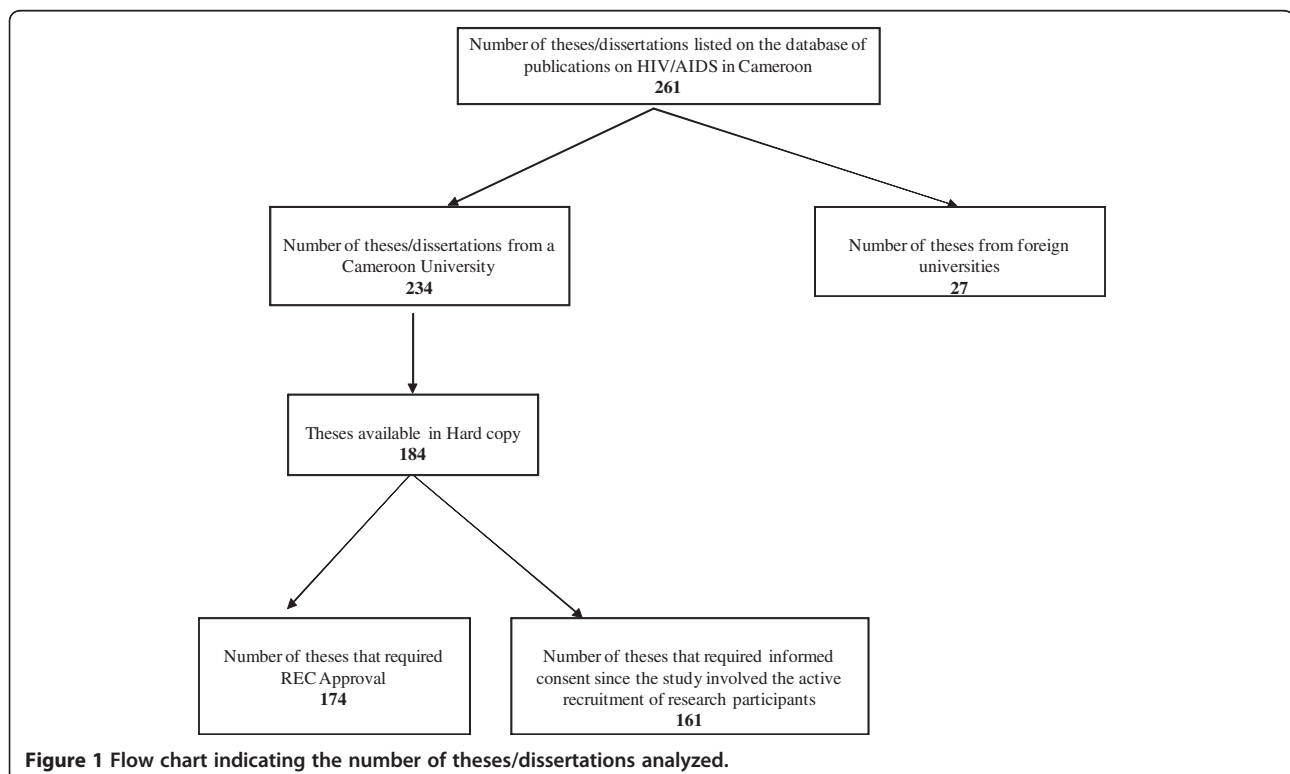 Number of theses/dissertations listed on the database of
publications on HIV/AIDS in Cameroon
261
Number of theses/dissertations from a
Cameroon University
234
Number of theses from foreign
universities
27
Theses available in Hard copy
184
Number of theses that required
REC Approval
174
Number of theses that required informed
consent since the study involved the active
recruitment of research participants
161
Figure 1 Flow chart indicating the number of theses/dissertations analyzed.